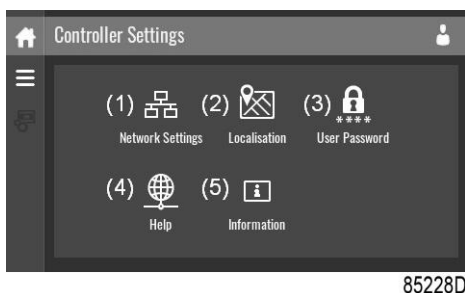 Controller Settings
(1) (2) (3)
****
Network Settings Localisation User Password
(4) (5) i
Help Information
85228D